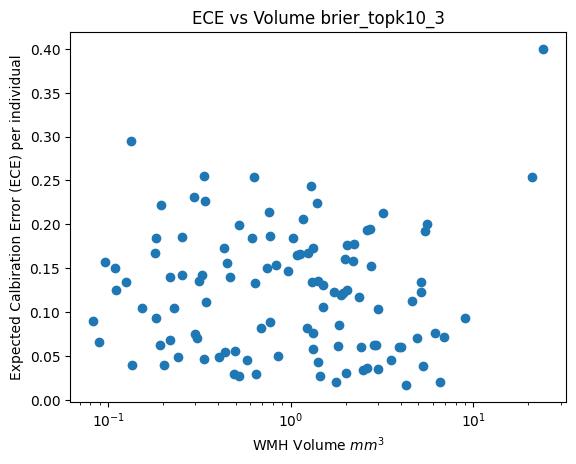 ECE vs Volume brier_topk10_3
Expected Calbiration Error (ECE) per individual
0.40
0.35
0.30
0.25
0.20
0.15
0.10
0.05
0.00
10⁻¹ 10⁰ 10¹
WMH Volume mm³